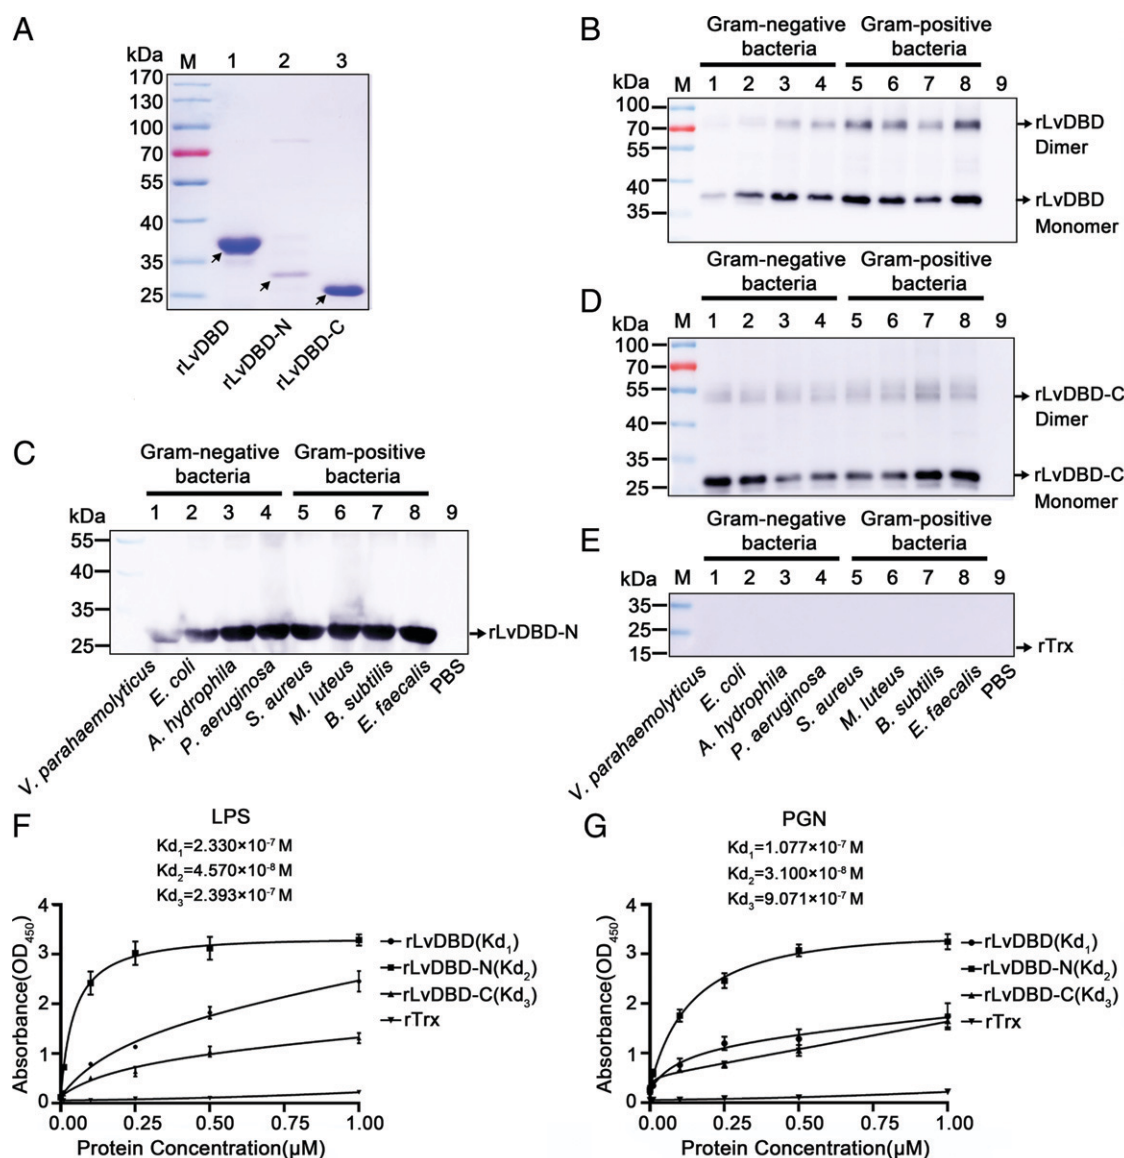 A
kDa M 1 2 3
170
130
100
70
55
40
35
25
rLvDBD
rLvDBD-N
rLvDBD-C
B
Gram-negative bacteria
Gram-positive bacteria
kDa M 1 2 3 4 5 6 7 8 9
100
70
55
40
35
rLvDBD
Dimer
rLvDBD
Monomer
C
Gram-negative
bacteria
Gram-positive
bacteria
1 2 3 4 5 6 7 8 9
kDa
55
40
35
25
rLvDBD-N
V. parahaemolyticus
E. coli
A. hydrophila
P. aeruginosa
S. aureus
M. luteus
B. subtilis
E. faecalis
PBS
D
Gram-negative
bacteria
Gram-positive
bacteria
kDa M 1 2 3 4 5 6 7 8 9
100
70
55
40
35
25
rLvDBD-C
Dimer
rLvDBD-C
Monomer
E
Gram-negative
bacteria
Gram-positive
bacteria
kDa M 1 2 3 4 5 6 7 8 9
35
25
15
rTrx
V. parahaemolyticus
E. coli
A. hydrophila
P. aeruginosa
S. aureus
M. luteus
B. subtilis
E. faecalis
PBS
F
LPS
Kd₁=2.330×10⁻⁷ M
Kd₂=4.570×10⁻⁸ M
Kd₃=2.393×10⁻⁷ M
Absorbance(OD₄₅₀)
4
3
2
1
0
0.00 0.25 0.50 0.75 1.00
Protein Concentration(μM)
rLvDBD(Kd₁)
rLvDBD-N(Kd₂)
rLvDBD-C(Kd₃)
rTrx
G
PGN
Kd₁=1.077×10⁻⁷ M
Kd₂=3.100×10⁻⁸ M
Kd₃=9.071×10⁻⁷ M
Absorbance(OD₄₅₀)
4
3
2
1
0
0.00 0.25 0.50 0.75 1.00
Protein Concentration(μM)
rLvDBD(Kd₁)
rLvDBD-N(Kd₂)
rLvDBD-C(Kd₃)
rTrx